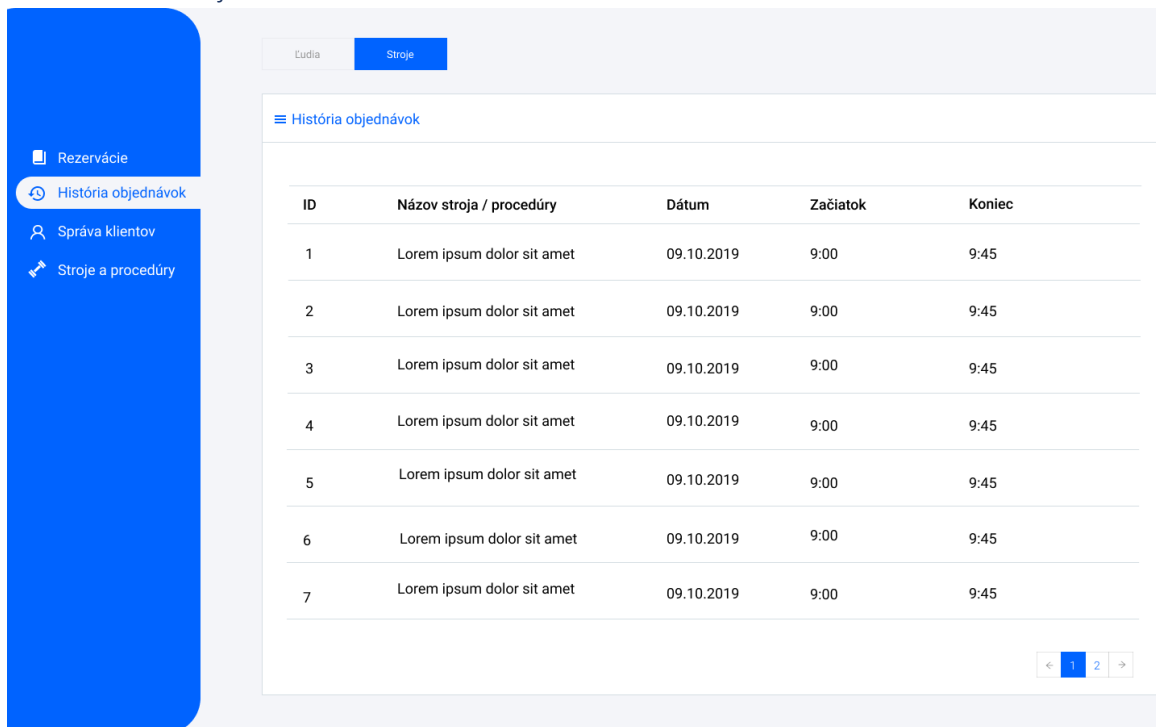 Ľudia Stroje
História objednávok
Rezervácie
História objednávok
Správa klientov
Stroje a procedúry
ID Názov stroja / procedúry Dátum Začiatok Koniec
1 Lorem ipsum dolor sit amet 09.10.2019 9:00 9:45
2 Lorem ipsum dolor sit amet 09.10.2019 9:00 9:45
3 Lorem ipsum dolor sit amet 09.10.2019 9:00 9:45
4 Lorem ipsum dolor sit amet 09.10.2019 9:00 9:45
5 Lorem ipsum dolor sit amet 09.10.2019 9:00 9:45
6 Lorem ipsum dolor sit amet 09.10.2019 9:00 9:45
7 Lorem ipsum dolor sit amet 09.10.2019 9:00 9:45
← 1 2 →